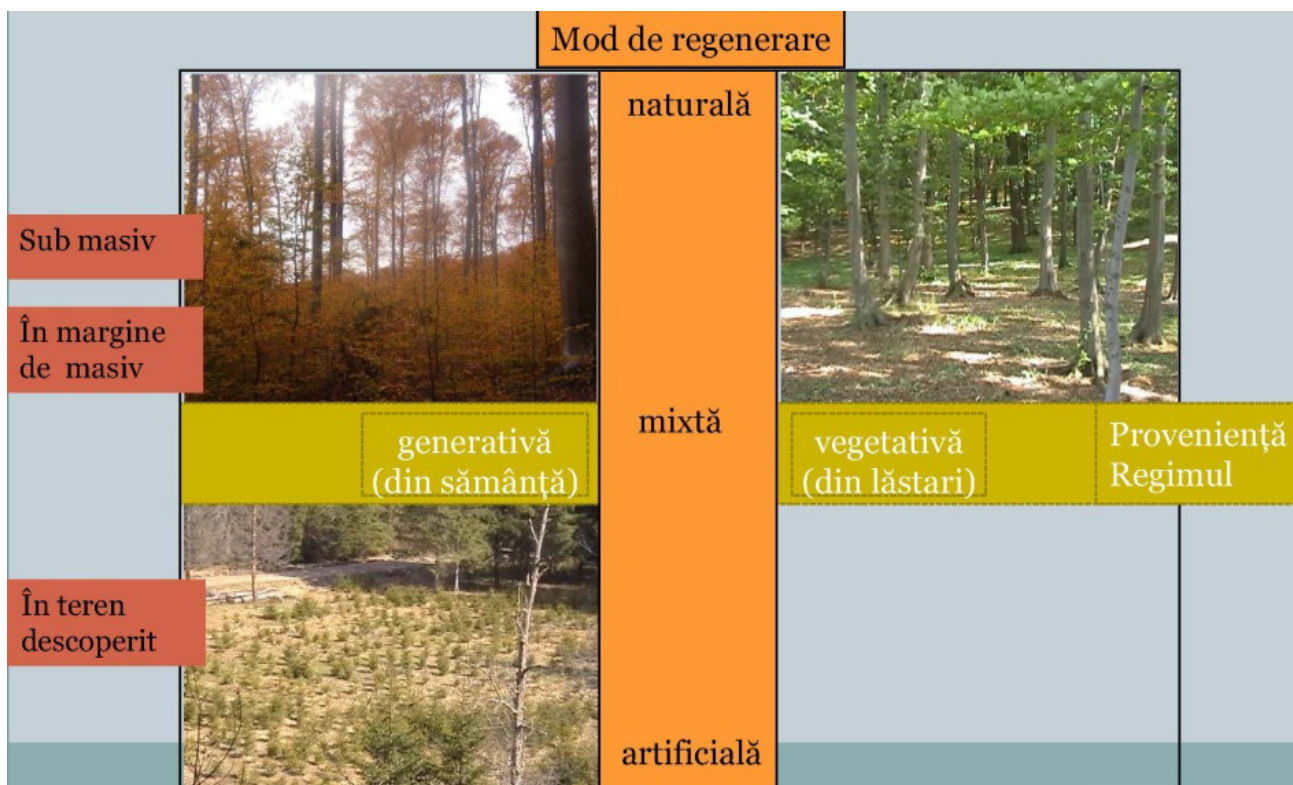 Mod de regenerare
naturală
Sub masiv
În margine
de masiv
mixtă
generativă
(din sămânță)
vegetativă
(din lăstari)
Proveniență
Regimul
În teren
descoperit
artificială